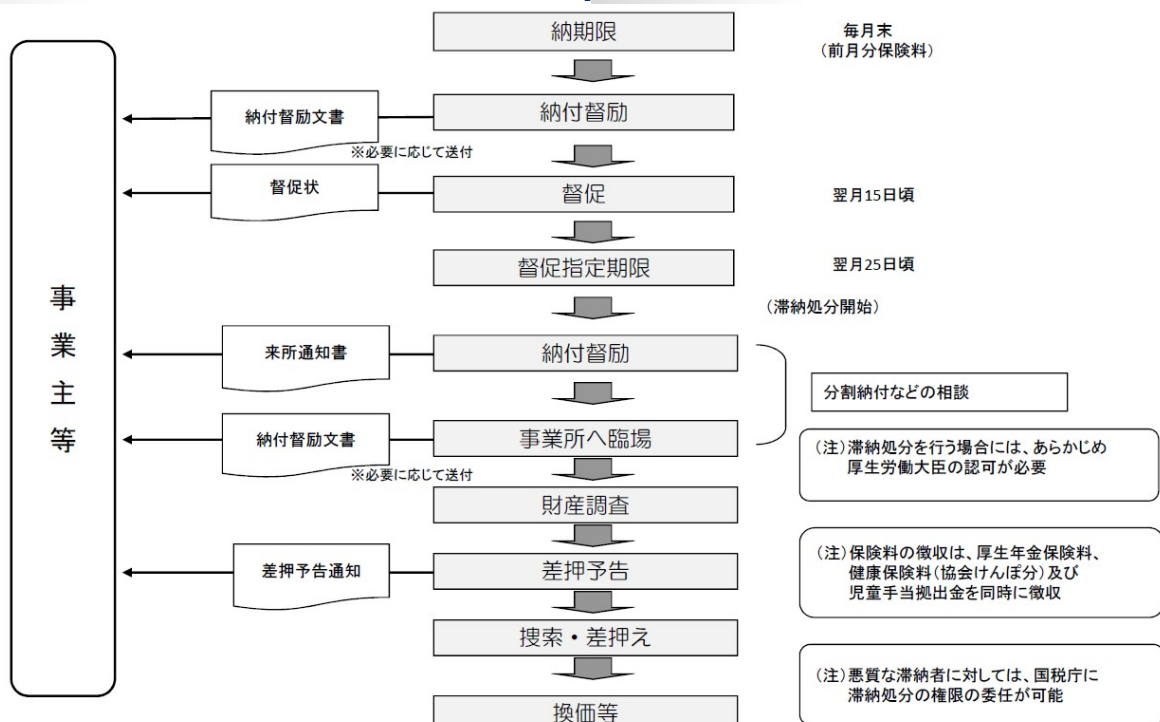 納期限
毎月末
(前月分保険料)
納付督励文書
納付督励
※必要に応じて送付
督促状
督促
翌月15日頃
督促指定期限
翌月25日頃
(滞納処分開始)
事業主等
来所通知書
納付督励
分割納付などの相談
納付督励文書
事業所へ臨場
※必要に応じて送付
(注)滞納処分を行う場合には、あらかじめ
厚生労働大臣の認可が必要
財産調査
差押予告通知
差押予告
(注)保険料の徴収は、厚生年金保険料、
健康保険料(協会けんぽ分)及び
児童手当拠出金を同時に徴収
捜索・差押え
(注)悪質な滞納者に対しては、国税庁に
滞納処分の権限の委任が可能
換価等